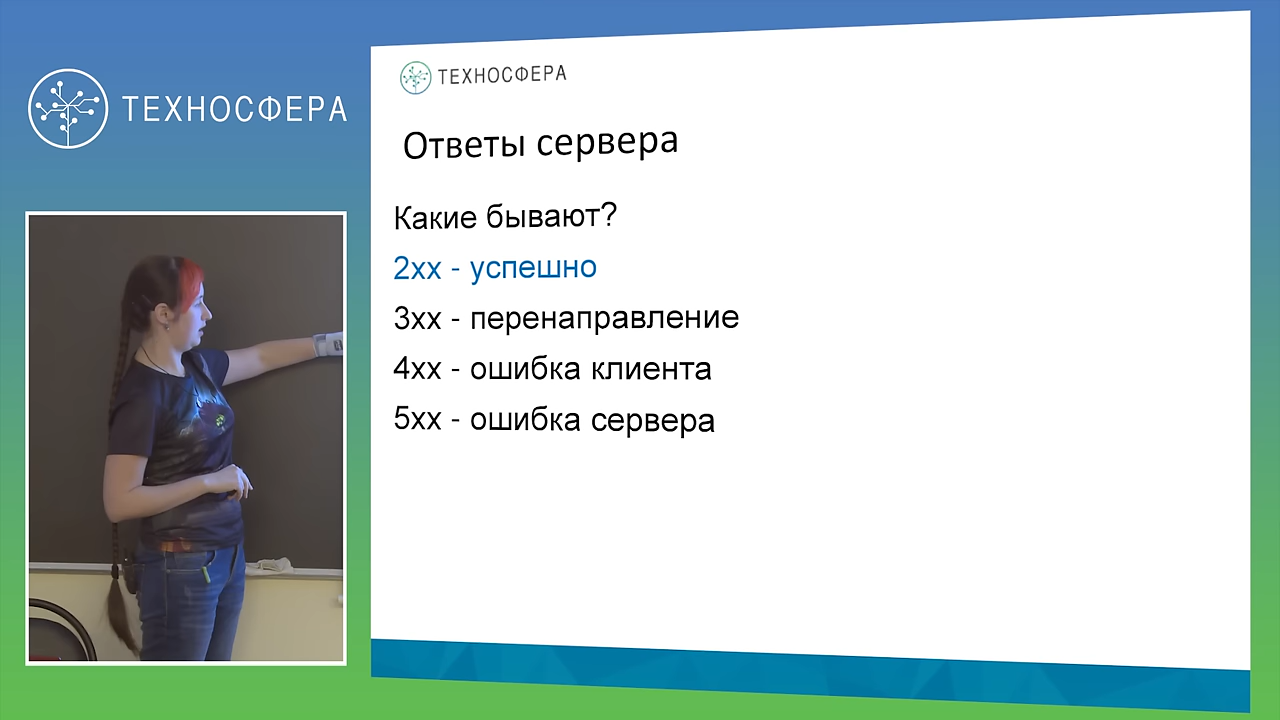 ТЕХНОСФЕРА
ТЕХНОСФЕРА
Ответы сервера
Какие бывают?
2xx - успешно
3xx - перенаправление
4xx - ошибка клиента
5xx - ошибка сервера